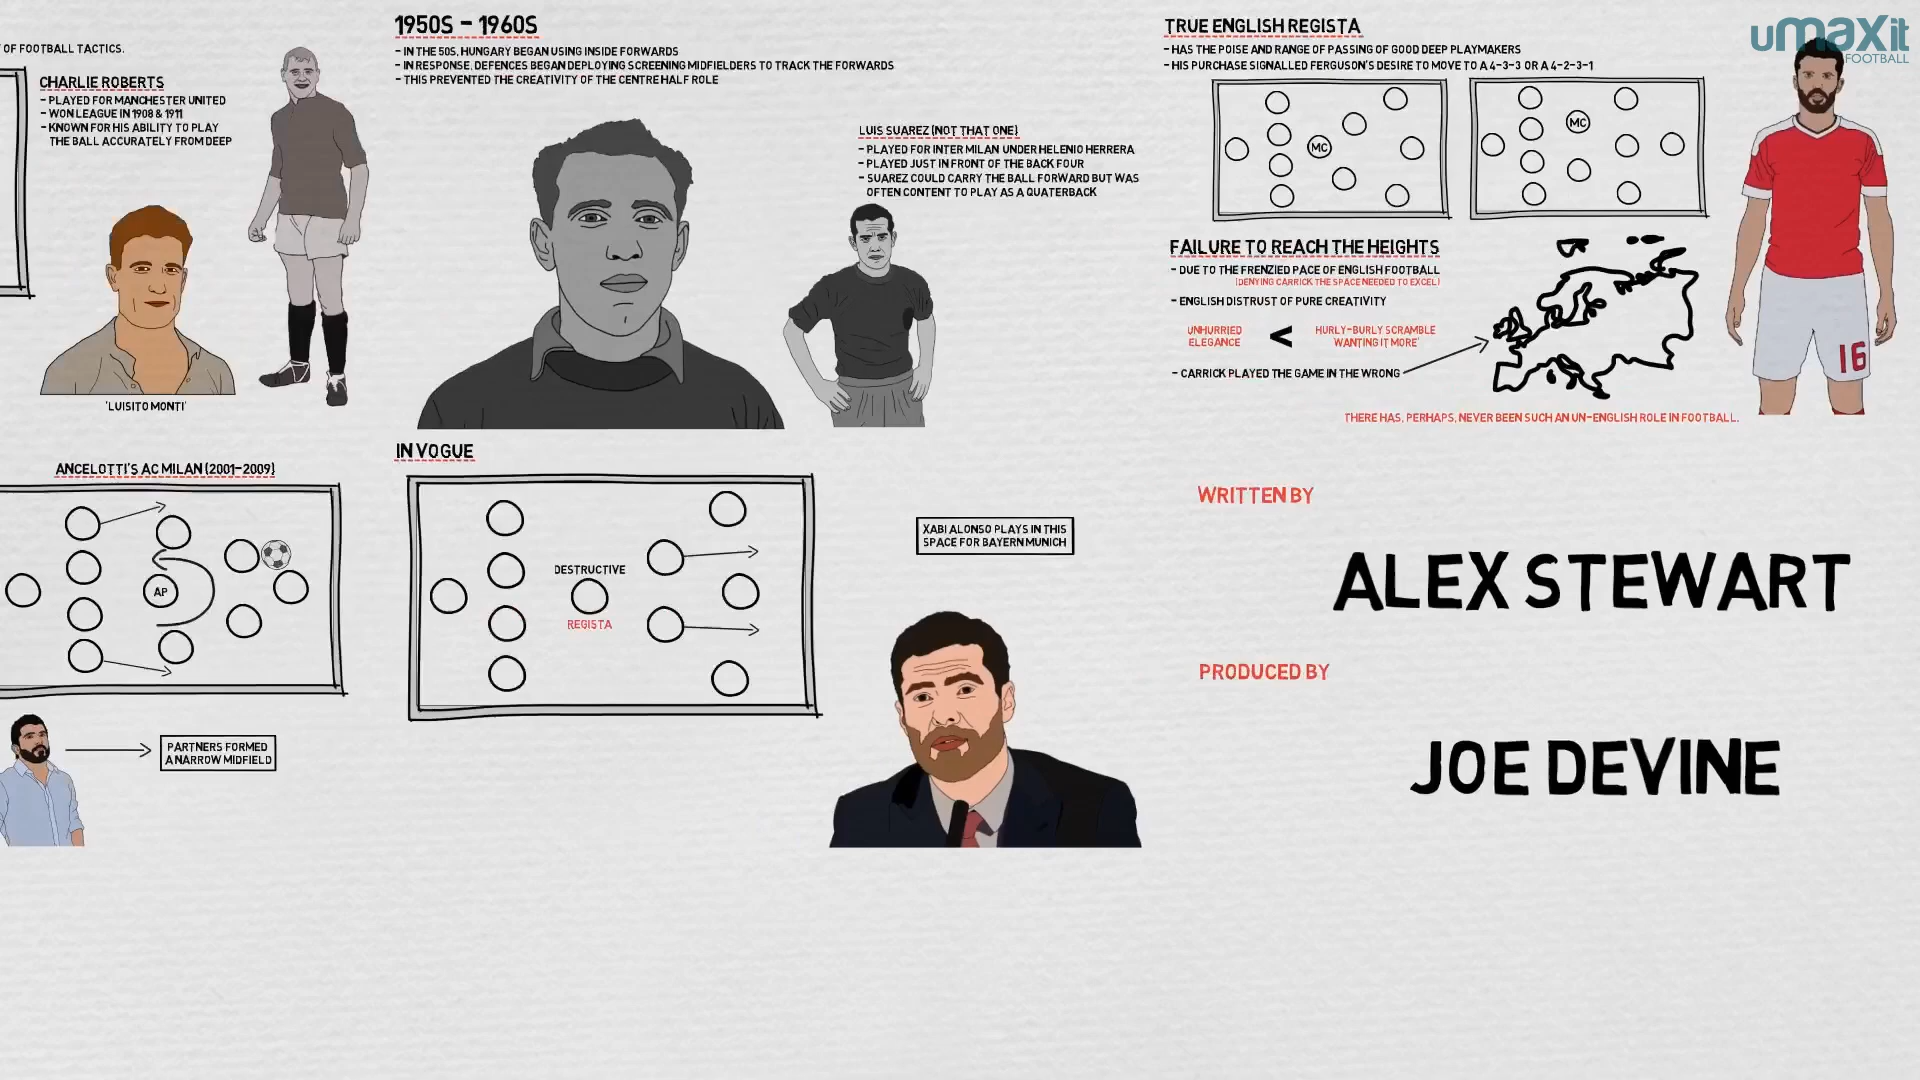 OF FOOTBALL TACTICS.
CHARLIE ROBERTS
- PLAYED FOR MANCHESTER UNITED
- WON LEAGUE IN 1908 & 1911
- KNOWN FOR HIS ABILITY TO PLAY
THE BALL ACCURATELY FROM DEEP
'LUISITO MONTI'
1950S - 1960S
- IN THE 50S, HUNGARY BEGAN USING INSIDE FORWARDS
- IN RESPONSE, DEFENCES BEGAN DEPLOYING SCREENING MIDFIELDERS TO TRACK THE FORWARDS
- THIS PREVENTED THE CREATIVITY OF THE CENTRE HALF ROLE
LUIS SUAREZ (NOT THAT ONE)
- PLAYED FOR INTER MILAN UNDER HELENIO HERRERA
- PLAYED JUST IN FRONT OF THE BACK FOUR
- SUAREZ COULD CARRY THE BALL FORWARD BUT WAS
OFTEN CONTENT TO PLAY AS A QUATERBACK
TRUE ENGLISH REGISTA
- HAS THE POISE AND RANGE OF PASSING OF GOOD DEEP PLAYMAKERS
- HIS PURCHASE SIGNALLED FERGUSON'S DESIRE TO MOVE TO A 4-3-3 OR A 4-2-3-1
umaxit
FOOTBALL
MC
MC
FAILURE TO REACH THE HEIGHTS
- DUE TO THE FRENZIED PACE OF ENGLISH FOOTBALL
(DENYING CARRICK THE SPACE NEEDED TO EXCEL)
- ENGLISH DISTRUST OF PURE CREATIVITY
UNHURRIED
ELEGANCE
<
HURLY-BURLY SCRAMBLE
WANTING IT MORE'
- CARRICK PLAYED THE GAME IN THE WRONG
16
THERE HAS, PERHAPS, NEVER BEEN SUCH AN UN-ENGLISH ROLE IN FOOTBALL.
ANCELOTTI'S AC MILAN (2001-2009)
AP
PARTNERS FORMED
A NARROW MIDFIELD
IN VOGUE
DESTRUCTIVE
REGISTA
XABI ALONSO PLAYS IN THIS
SPACE FOR BAYERN MUNICH
WRITTEN BY
ALEX STEWART
PRODUCED BY
JOE DEVINE